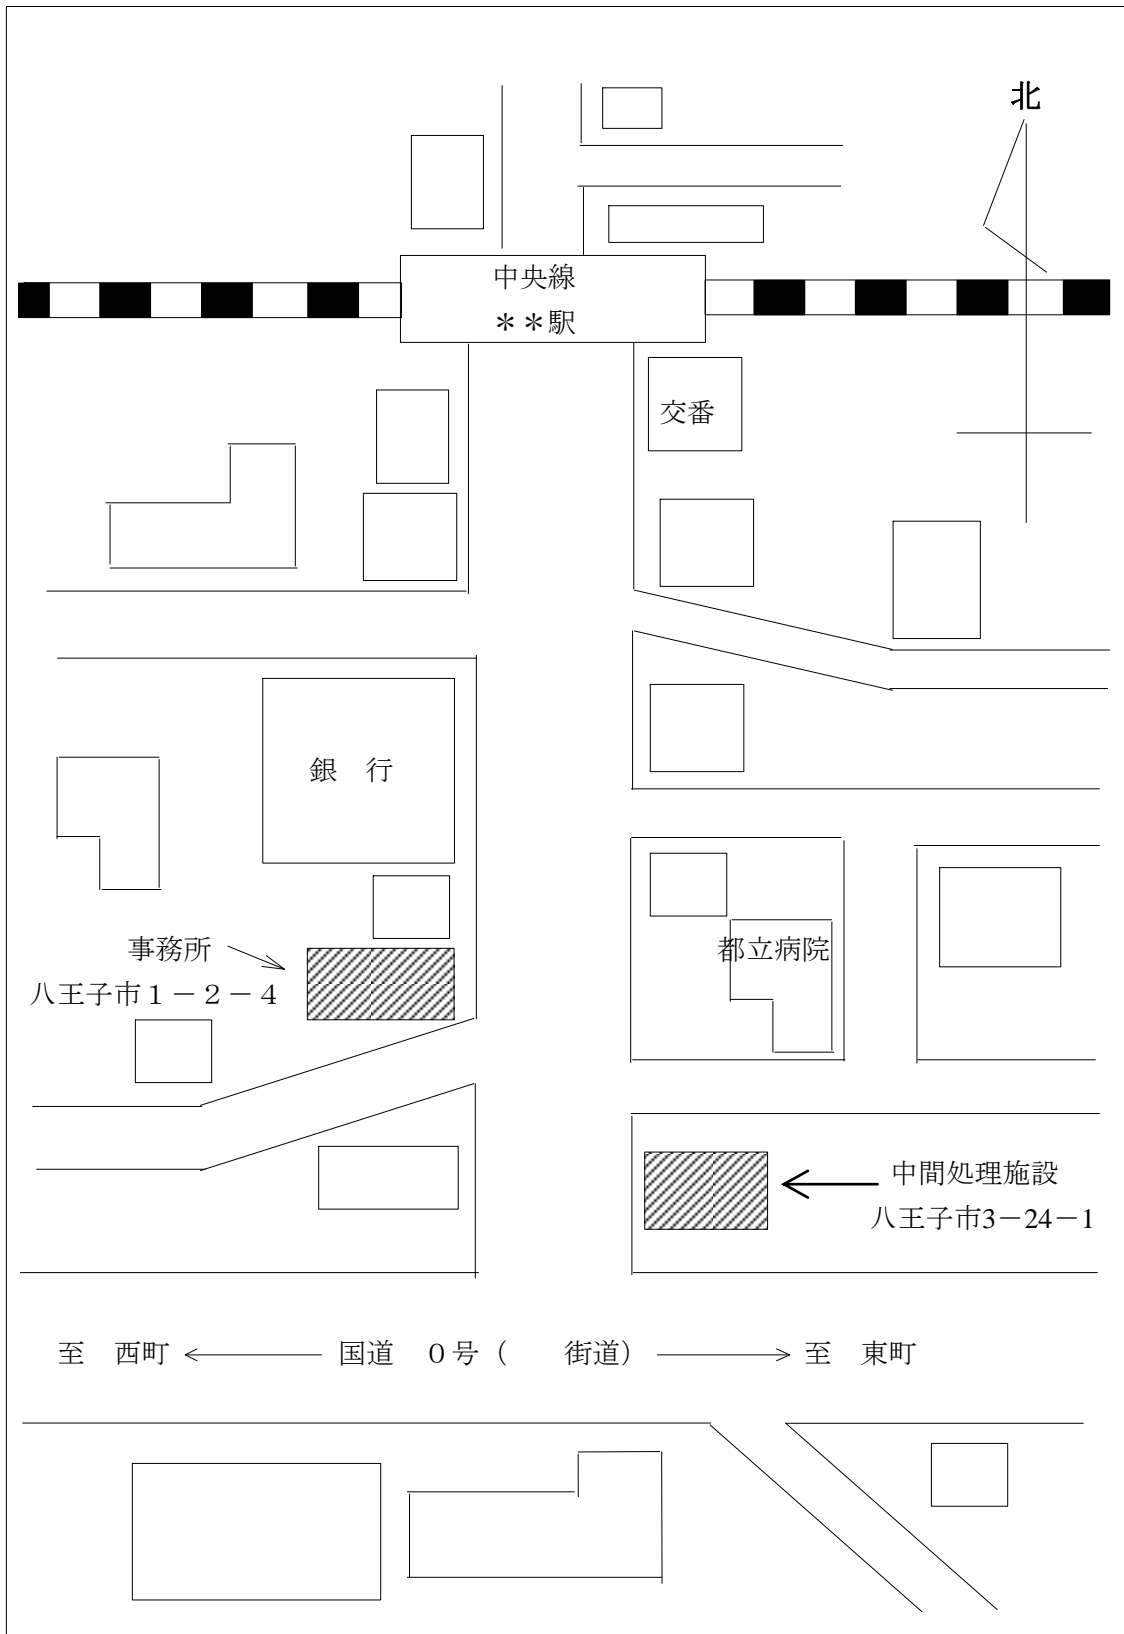 北
中央線
＊＊駅
交番
銀　行
事務所
八王子市１－２－４
都立病院
中間処理施設
八王子市3－24－1
至　西町
国道　０号（　　街道）
至　東町